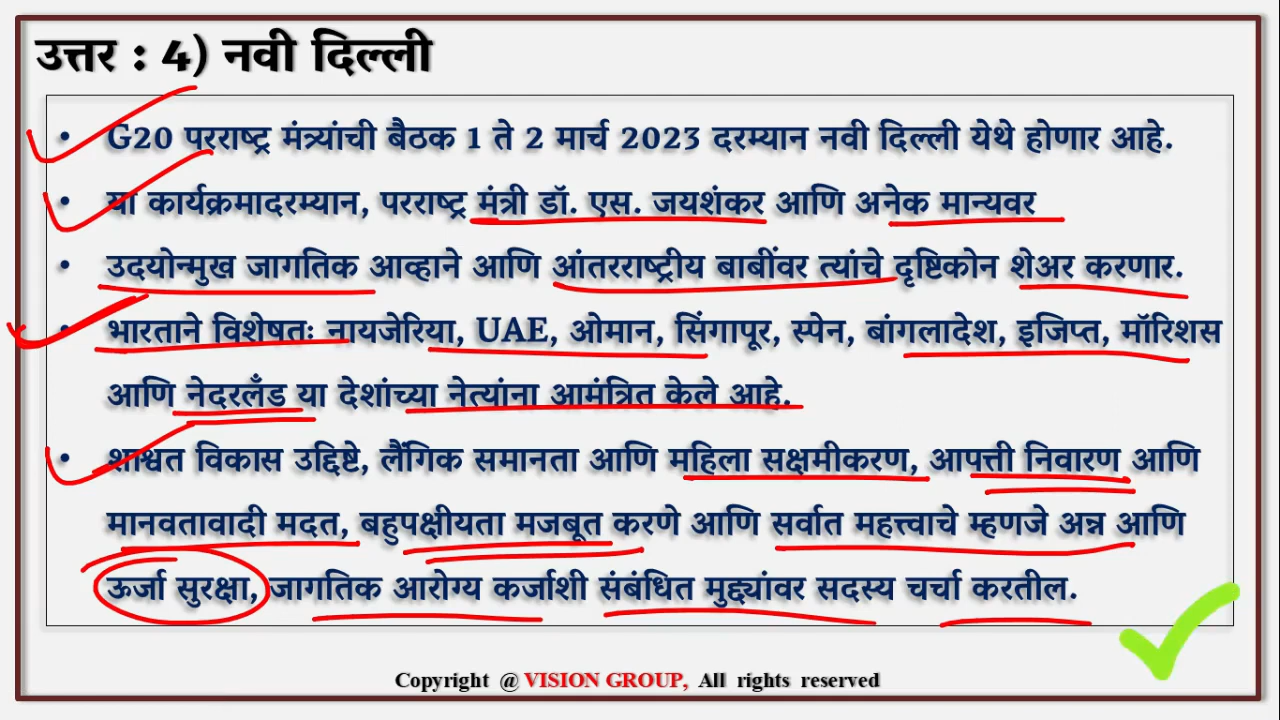 उत्तर : 4) नवी दिल्ली
• G20 परराष्ट्र मंत्र्यांची बैठक 1 ते 2 मार्च 2023 दरम्यान नवी दिल्ली येथे होणार आहे.
• या कार्यक्रमादरम्यान, परराष्ट्र मंत्री डॉ. एस. जयशंकर आणि अनेक मान्यवर
• उदयोन्मुख जागतिक आव्हाने आणि आंतरराष्ट्रीय बाबींवर त्यांचे दृष्टिकोन शेअर करणार.
• भारताने विशेषतः नायजेरिया, UAE, ओमान, सिंगापूर, स्पेन, बांगलादेश, इजिप्त, मॉरिशस
आणि नेदरलँड या देशांच्या नेत्यांना आमंत्रित केले आहे.
• शाश्वत विकास उद्दिष्टे, लैंगिक समानता आणि महिला सक्षमीकरण, आपत्ती निवारण आणि
मानवतावादी मदत, बहुपक्षीयता मजबूत करणे आणि सर्वात महत्त्वाचे म्हणजे अन्न आणि
ऊर्जा सुरक्षा, जागतिक आरोग्य कर्जाशी संबंधित मुद्द्यांवर सदस्य चर्चा करतील.
Copyright @ VISION GROUP, All rights reserved